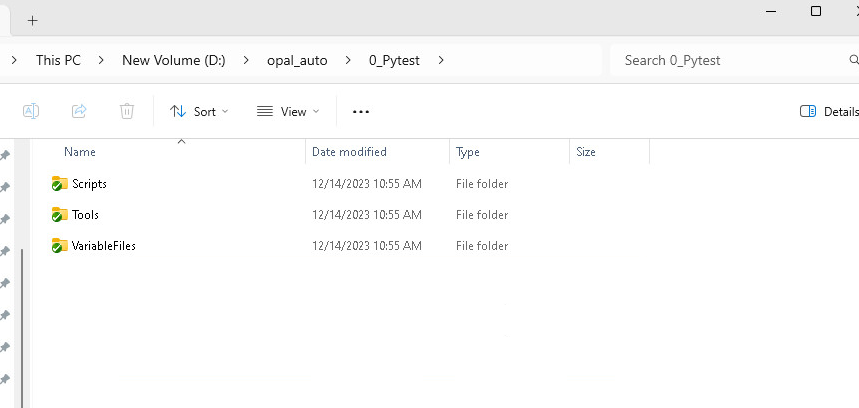 This PC > New Volume (D:) > opal_auto > 0_Pytest > Search 0_Pytest
Sort View ... Details
Name Date modified Type Size
Scripts 12/14/2023 10:55 AM File folder
Tools 12/14/2023 10:55 AM File folder
VariableFiles 12/14/2023 10:55 AM File folder